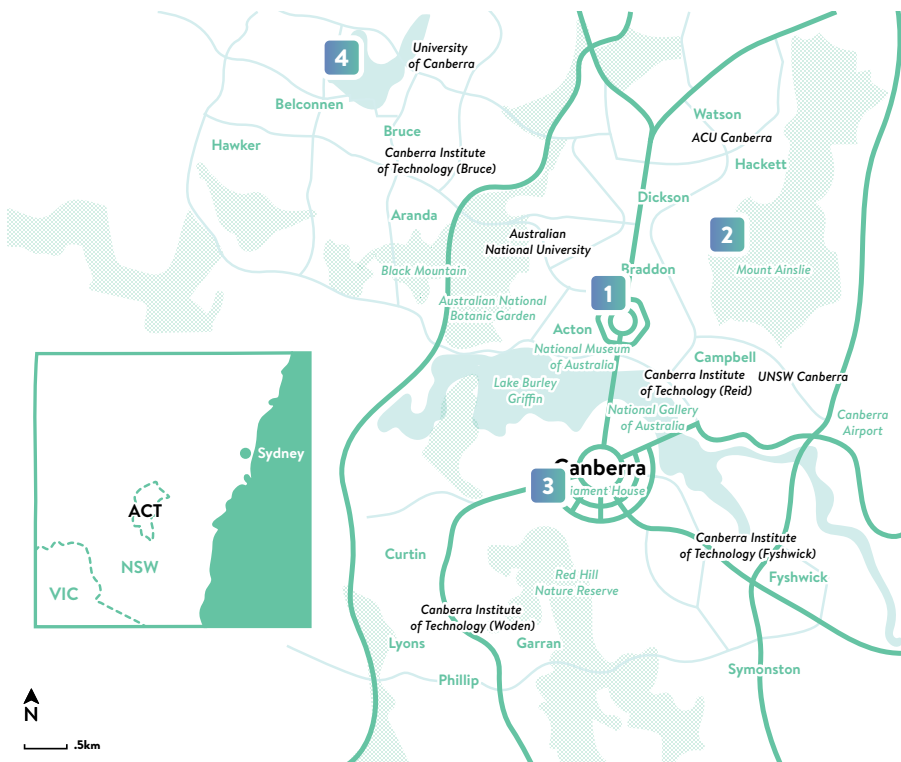 4
University
of Canberra
Belconnen
Bruce
Hawker
Canberra Institute
of Technology (Bruce)
Watson
ACU Canberra
Hackett
Dickson
Aranda
Australian
National University
2
Black Mountain
Braddon
Mount Ainslie
1
Australian National
Botanic Garden
Acton
National Museum
of Australia
Campbell
Canberra Institute
of Technology (Reid)
UNSW Canberra
Lake Burley
Griffin
National Gallery
of Australia
Canberra
Airport
Sydney
Canberra
3
iament House
ACT
NSW
VIC
Curtin
Canberra Institute
of Technology (Fyshwick)
Fyshwick
Red Hill
Nature Reserve
Canberra Institute
of Technology (Woden)
Lyons
Garran
Phillip
Symonston
N
.5km